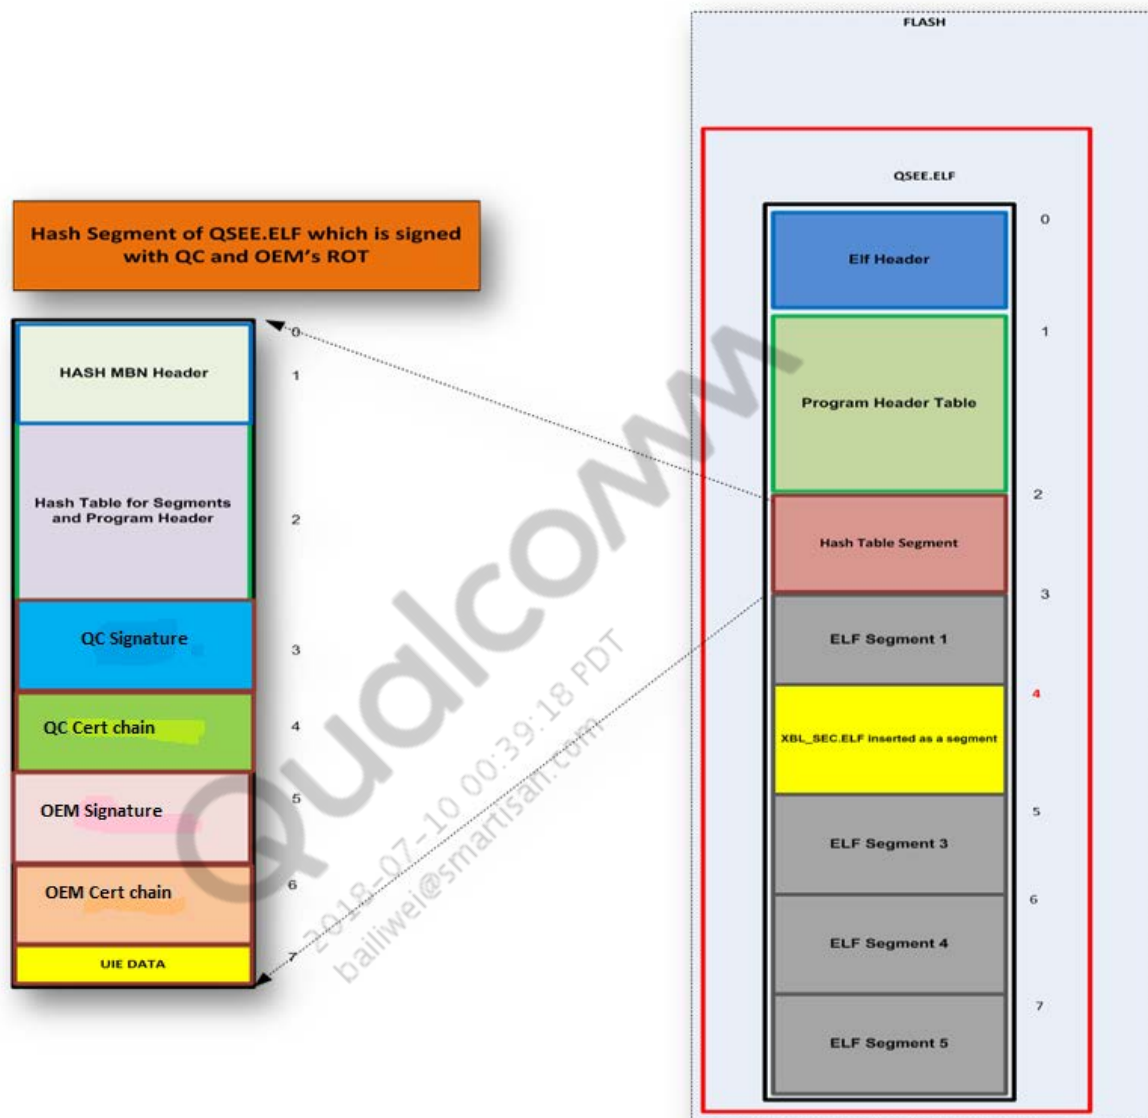 FLASH
QSEE.ELF
Hash Segment of QSEE.ELF which is signed
with QC and OEM's ROT
0
HASH MBN Header
1
Hash Table for Segments
and Program Header
2
QC Signature
3
QC Cert chain
4
OEM Signature
5
OEM Cert chain
6
UIE DATA
7
0
Elf Header
1
Program Header Table
2
Hash Table Segment
3
ELF Segment 1
4
XBL_SEC.ELF inserted as a segment
5
ELF Segment 3
6
ELF Segment 4
7
ELF Segment 5
Qualcomm
2018-07-10 00:39:18 PDT
bailiwei@smartisan.com